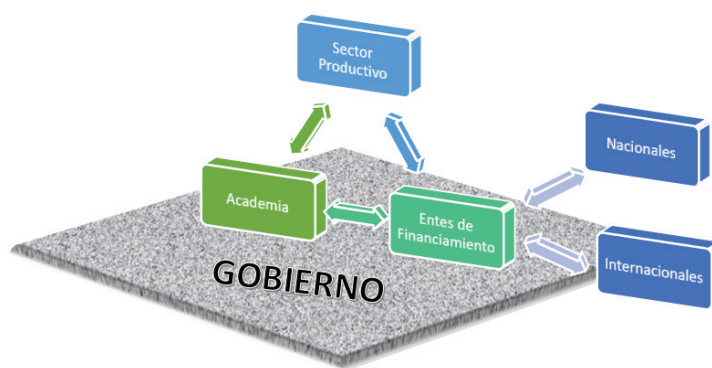 Sector
Productivo
Nacionales
Academia
Entes de
Financiamiento
Internacionales
GOBIERNO